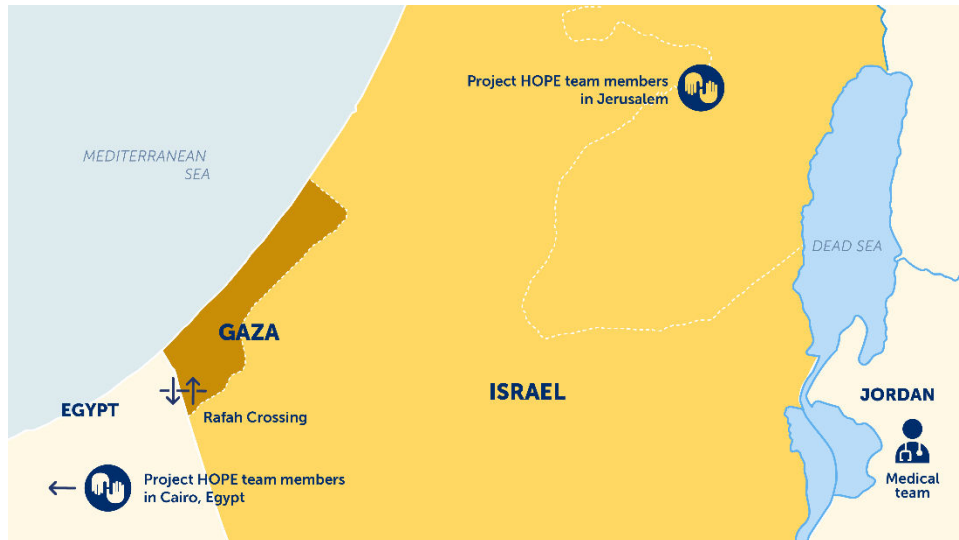 Project HOPE team members
in Jerusalem
MEDITERRANEAN
SEA
DEAD SEA
GAZA
ISRAEL
JORDAN
EGYPT
Rafah Crossing
Medical
team
Project HOPE team members
in Cairo, Egypt